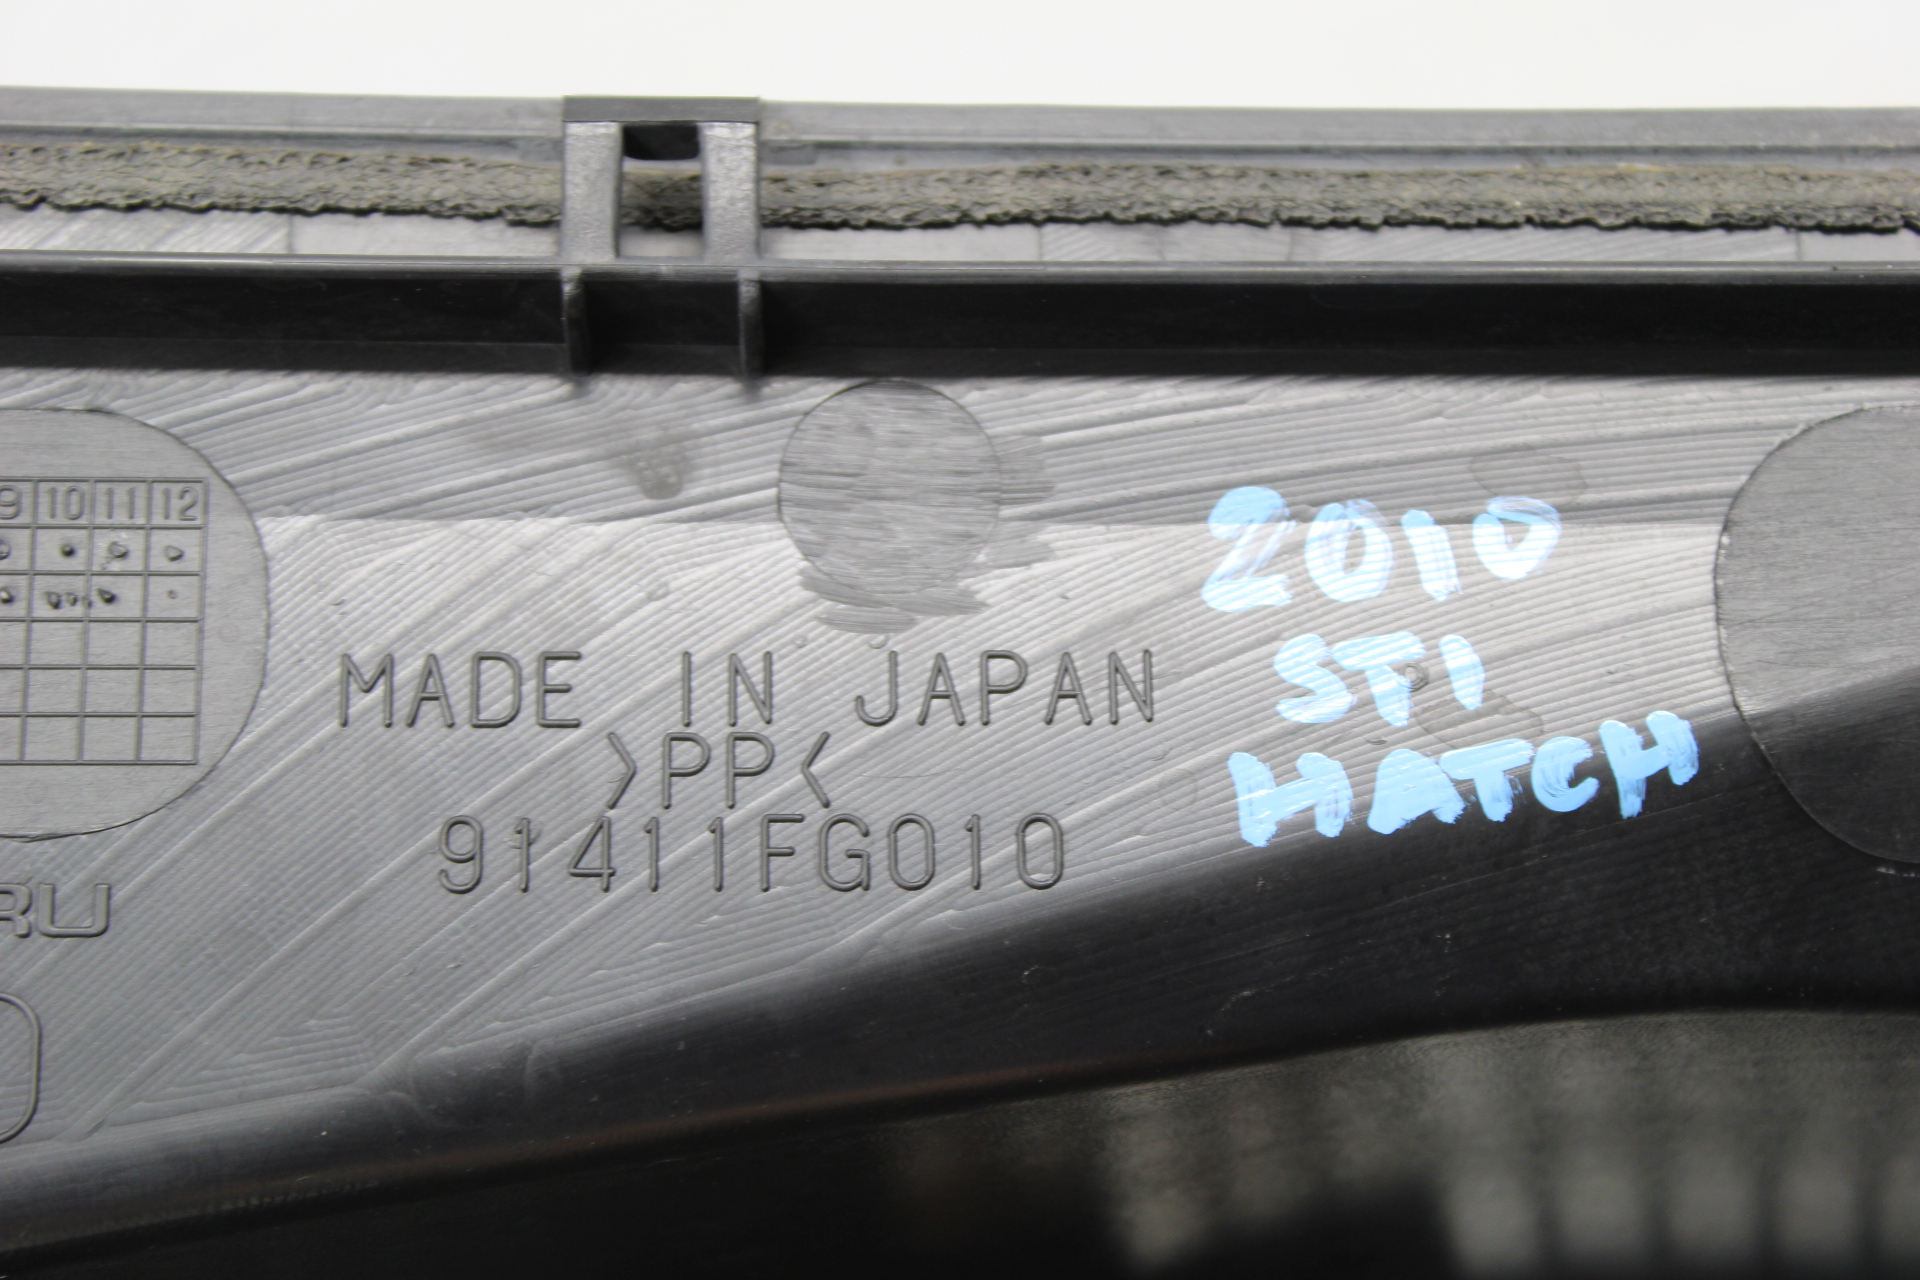 9 10 11 12
MADE IN JAPAN
>PP<
91411FG010
RU
2010
STI
HATCH